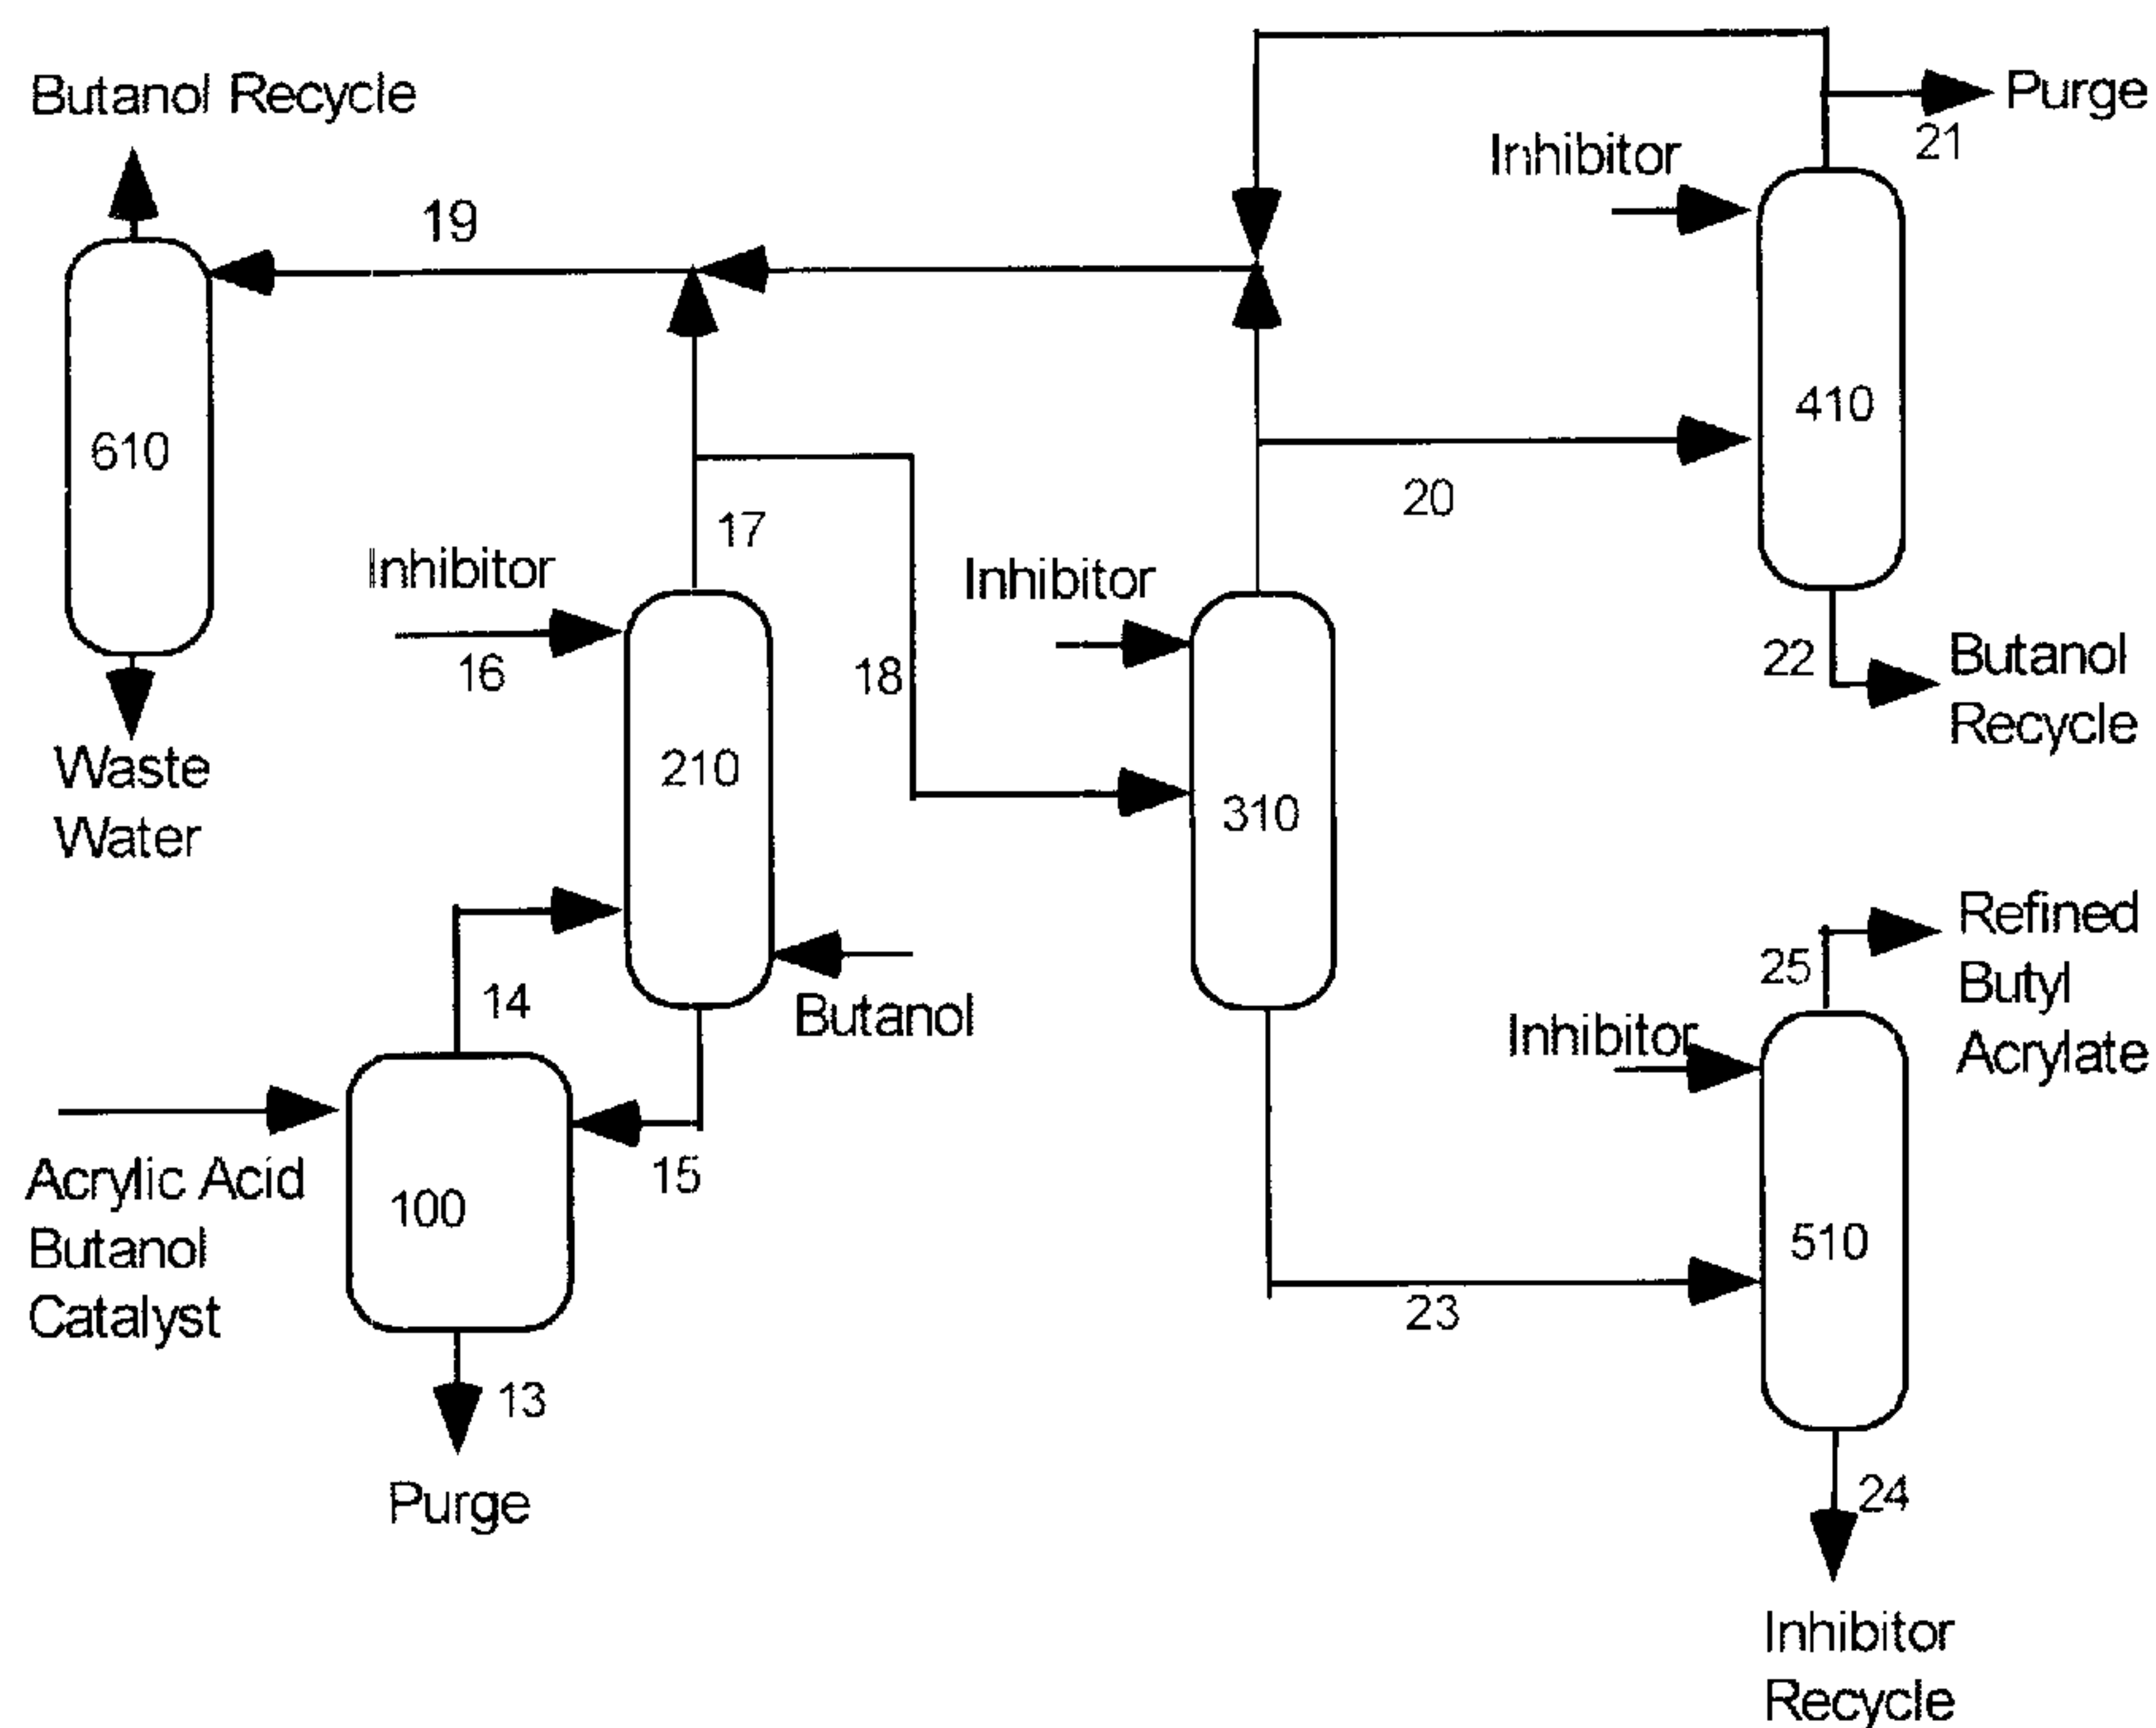 Butanol Recycle
Purge
21
Inhibitor
19
610
410
20
17
Inhibitor
Inhibitor
16
18
22
Butanol
Recycle
Waste
Water
210
310
14
Butanol
25
Refined
Butyl
Acrylate
Inhibitor
15
Acrylic Acid
Butanol
Catalyst
100
510
23
13
Purge
24
Inhibitor
Recycle